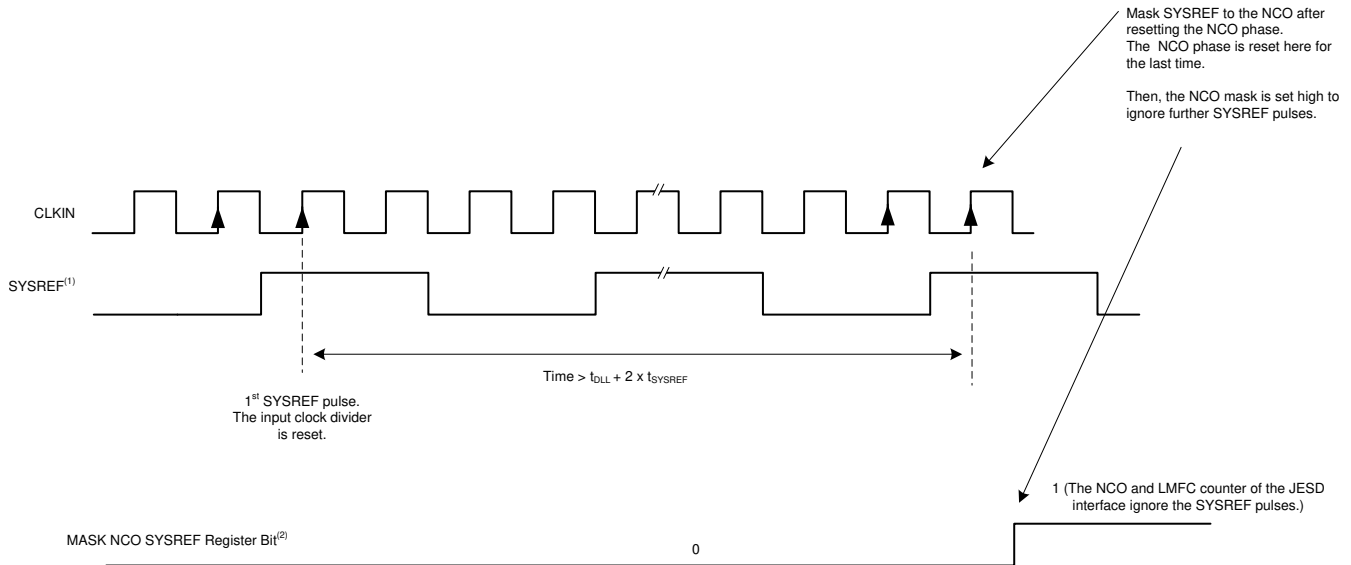 Mask SYSREF to the NCO after
resetting the NCO phase.
The NCO phase is reset here for
the last time.
Then, the NCO mask is set high to
ignore further SYSREF pulses.
CLKIN
SYSREF(1)
Time > tDLL + 2 x tSYSREF
1st SYSREF pulse.
The input clock divider
is reset.
1 (The NCO and LMFC counter of the JESD
interface ignore the SYSREF pulses.)
MASK NCO SYSREF Register Bit(2)
0